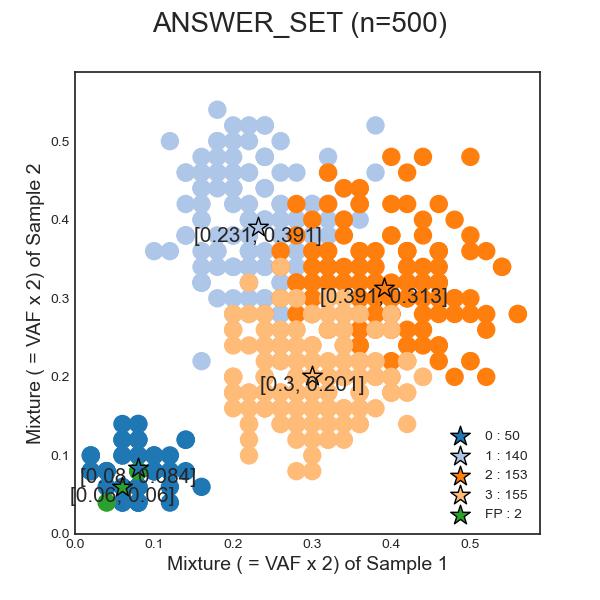 ANSWER_SET (n=500)
Mixture ( = VAF x 2) of Sample 2
0.5
0.4
0.3
0.2
0.1
0.0
[0.231, 0.391]
[0.391, 0.313]
[0.3, 0.201]
[0.08, 0.084]
[0.06, 0.06]
0 : 50
1 : 140
2 : 153
3 : 155
FP : 2
0.0 0.1 0.2 0.3 0.4 0.5
Mixture ( = VAF x 2) of Sample 1